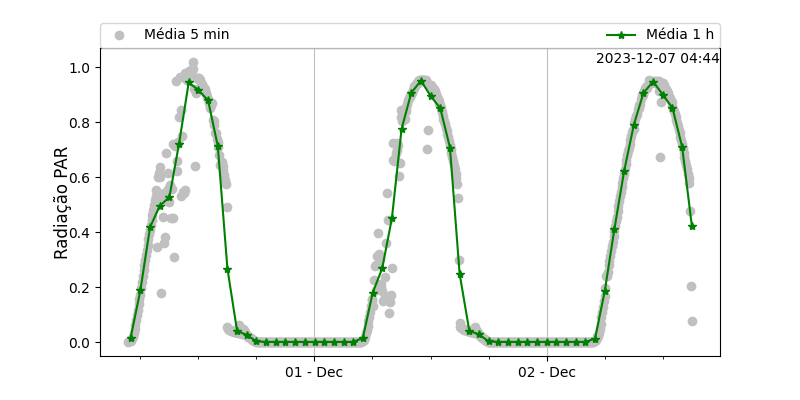 Média 5 min
Média 1 h
2023-12-07 04:44
Radiação PAR
1.0
0.8
0.6
0.4
0.2
0.0
01 - Dec
02 - Dec